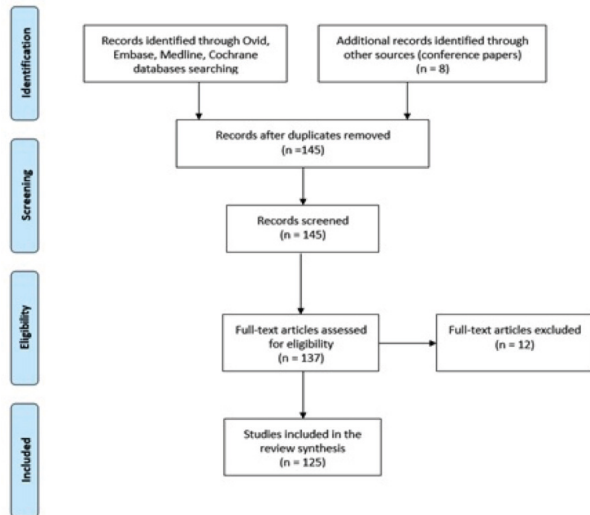 Identification
Records identified through Ovid,
Embase, Medline, Cochrane
databases searching
Additional records identified through
other sources (conference papers)
(n = 8)
Records after duplicates removed
(n =145)
Screening
Records screened
(n = 145)
Eligibility
Full-text articles assessed
for eligibility
(n = 137)
Full-text articles excluded
(n = 12)
Included
Studies included in the
review synthesis
(n = 125)